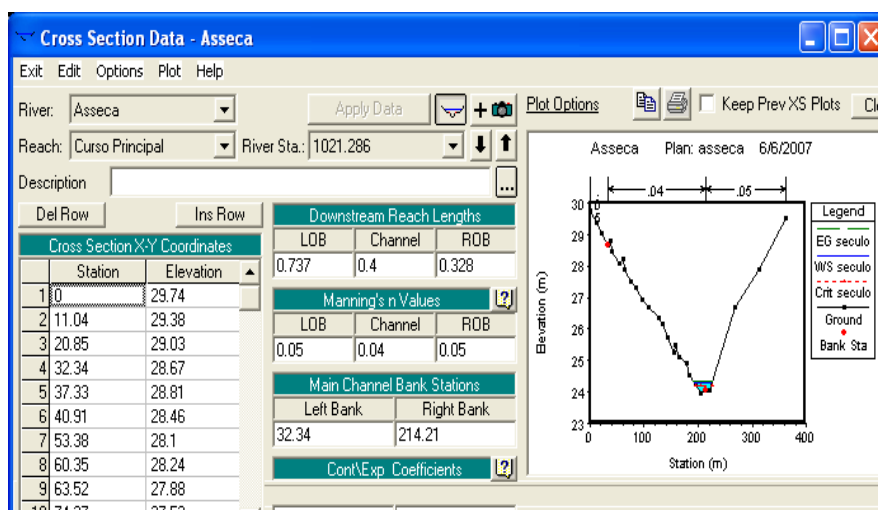 Cross Section Data - Asseca
Exit Edit Options Plot Help
River: Asseca Apply Data Plot Options Keep Prev XS Plots
Reach: Curso Principal River Sta.: 1021.286
Description ...
Del Row Ins Row
Cross Section X-Y Coordinates
Station Elevation
1 0 29.74
2 11.04 29.38
3 20.85 29.03
4 32.34 28.67
5 37.33 28.81
6 40.91 28.46
7 53.38 28.1
8 60.35 28.24
9 63.52 27.88
Downstream Reach Lengths
LOB Channel ROB
0.737 0.4 0.328
Manning's n Values
LOB Channel ROB
0.05 0.04 0.05
Main Channel Bank Stations
Left Bank Right Bank
32.34 214.21
Cont\Exp Coefficients
Asseca Plan: asseca 6/6/2007
.04 .05
30
29
28
27
26
25
24
23
Elevation (m)
0 100 200 300 400
Station (m)
Legend
EG seculo
WS seculo
Crit seculo
Ground
Bank Sta